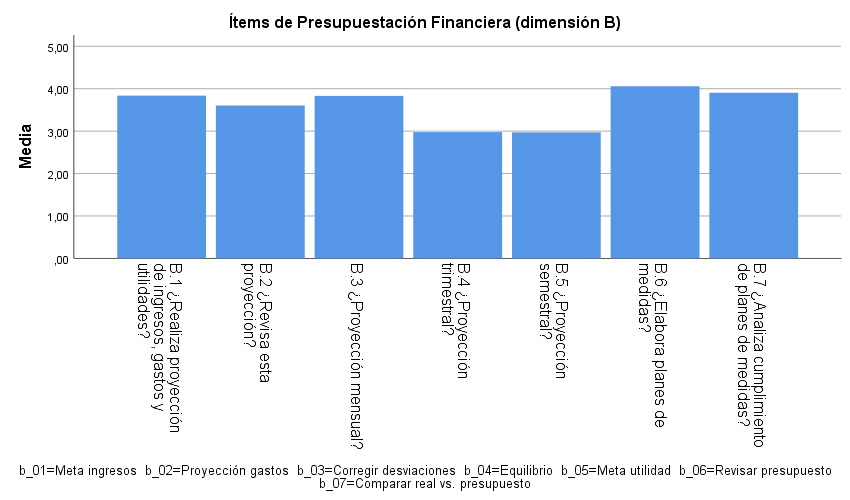 Ítems de Presupuestación Financiera (dimensión B)
5,00
4,00
3,00
2,00
1,00
,00
Media
B.1 ¿Realiza proyección
de ingresos, gastos y
utilidades?
B.2 ¿Revisa esta
proyección?
B.3 ¿Proyección mensual?
B.4 ¿Proyección
trimestral?
B.5 ¿Proyección
semestral?
B.6 ¿Elabora planes de
medidas?
B.7 ¿Analiza cumplimiento
de planes de medidas?
b_01=Meta ingresos b_02=Proyección gastos b_03=Corregir desviaciones b_04=Equilibrio b_05=Meta utilidad b_06=Revisar presupuesto
b_07=Comparar real vs. presupuesto